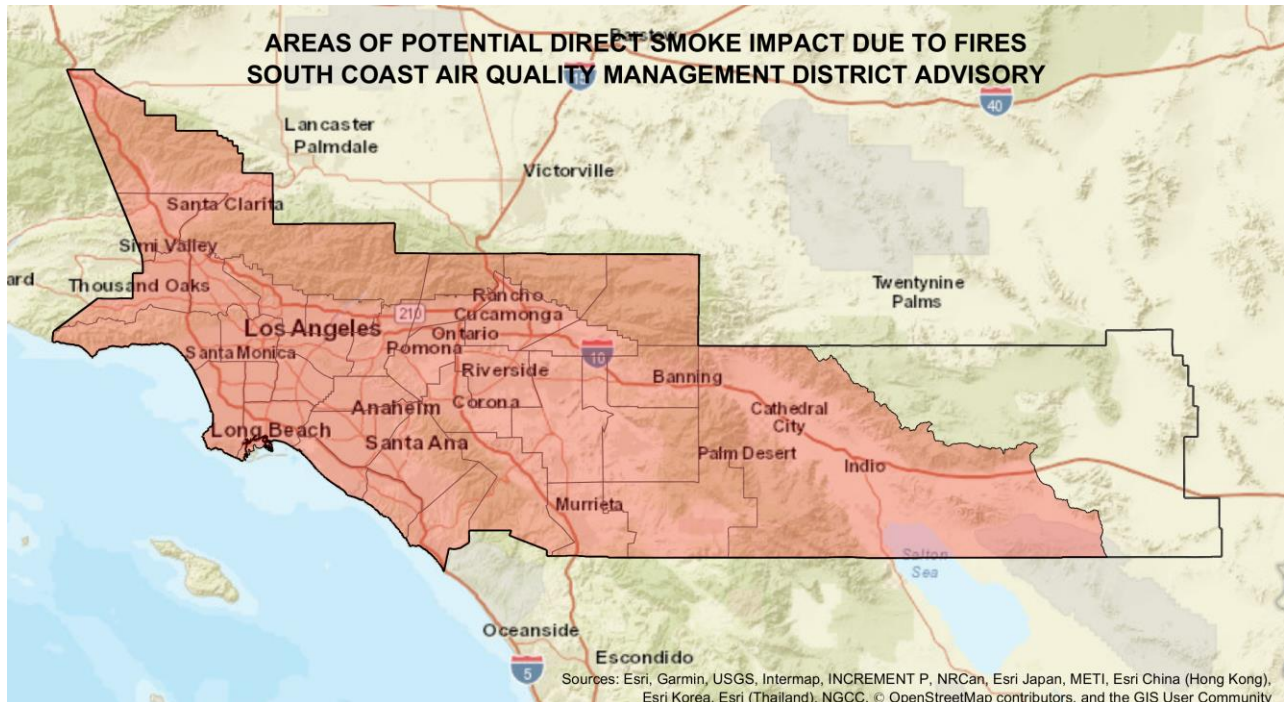 AREAS OF POTENTIAL DIRECT SMOKE IMPACT DUE TO FIRES
SOUTH COAST AIR QUALITY MANAGEMENT DISTRICT ADVISORY
Barstow
15
40
Lancaster
Palmdale
Victorville
Santa Clarita
Simi Valley
Thousand Oaks
ard
Twentynine
Palms
Rancho
Cucamonga
210
Los Angeles
Ontario
Pomona
Santa Monica
10
Riverside
Banning
Anaheim
Corona
Cathedral
City
Long Beach
Santa Ana
Palm Desert
Indio
Murrieta
Salton
Sea
Oceanside
Escondido
5
Sources: Esri, Garmin, USGS, Intermap, INCREMENT P, NRCan, Esri Japan, METI, Esri China (Hong Kong),
Esri Korea, Esri (Thailand), NGCC, © OpenStreetMap contributors, and the GIS User Community